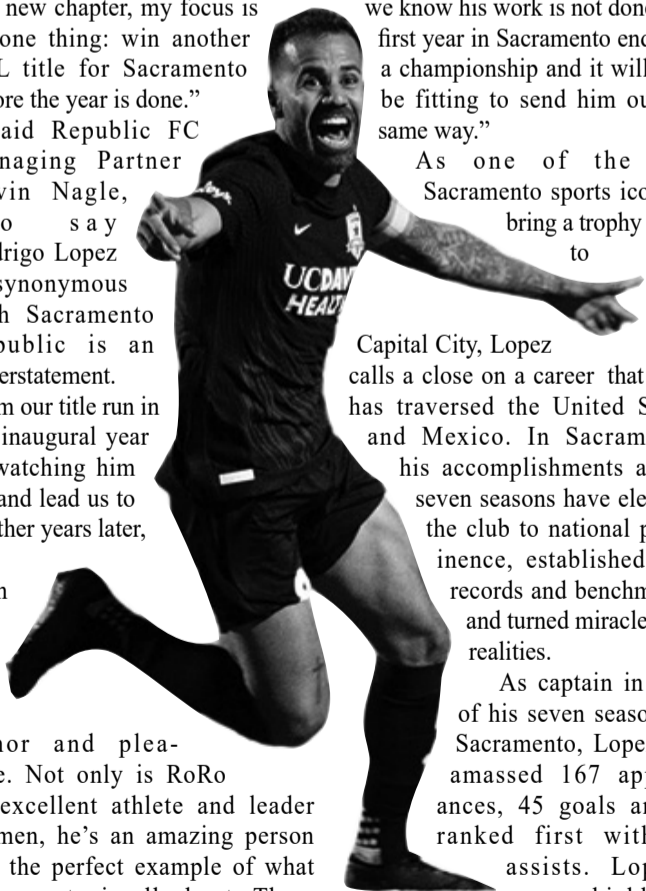 new chapter, my focus is
one thing: win another
L title for Sacramento
ore the year is done.”
aid Republic FC
naging Partner
vin Nagle,
o say
drigo Lopez
synonymous
h Sacramento
public is an
erstatement.
m our title run in
inaugural year
watching him
and lead us to
ther years later,
n
nor and plea-
e. Not only is RoRo
excellent athlete and leader
men, he’s an amazing person
the perfect example of what
UCDAVI
HEALT
we know his work is not done
first year in Sacramento end
a championship and it will
be fitting to send him ou
same way.”
As one of the
Sacramento sports ico
bring a trophy
to
Capital City, Lopez
calls a close on a career that
has traversed the United S
and Mexico. In Sacram
his accomplishments a
seven seasons have ele
the club to national p
inence, established
records and benchm
and turned miracle
realities.
As captain in
of his seven seaso
Sacramento, Lope
amassed 167 app
ances, 45 goals an
ranked first with
assists. Lop